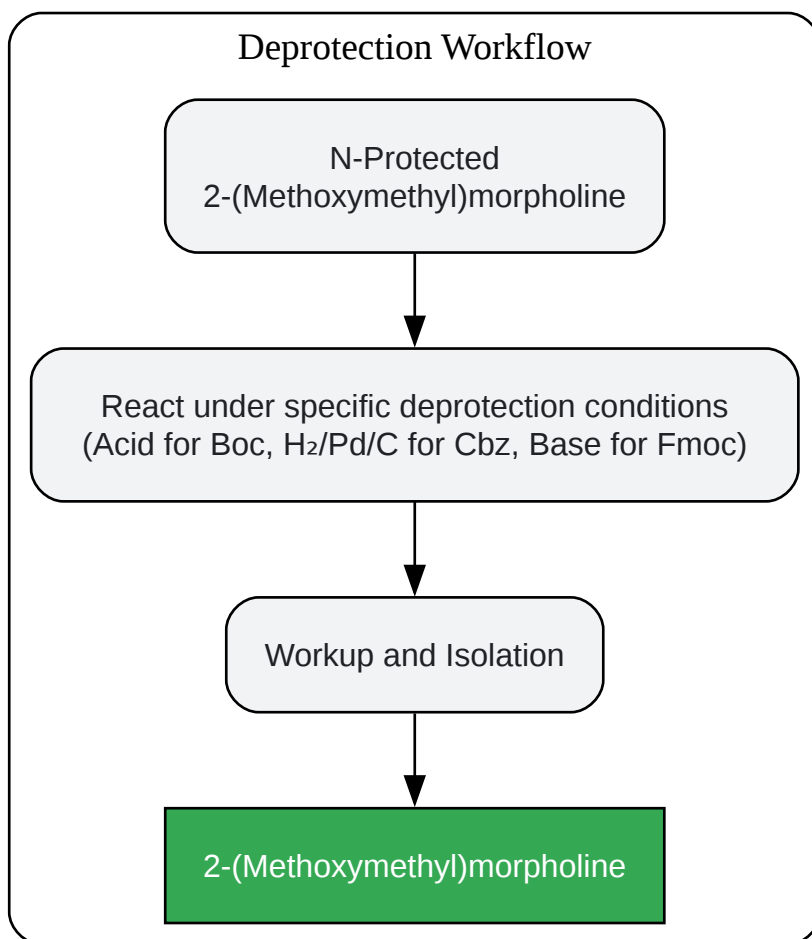 Deprotection Workflow
N-Protected
2-(Methoxymethyl)morpholine
React under specific deprotection conditions
(Acid for Boc, H₂/Pd/C for Cbz, Base for Fmoc)
Workup and Isolation
2-(Methoxymethyl)morpholine